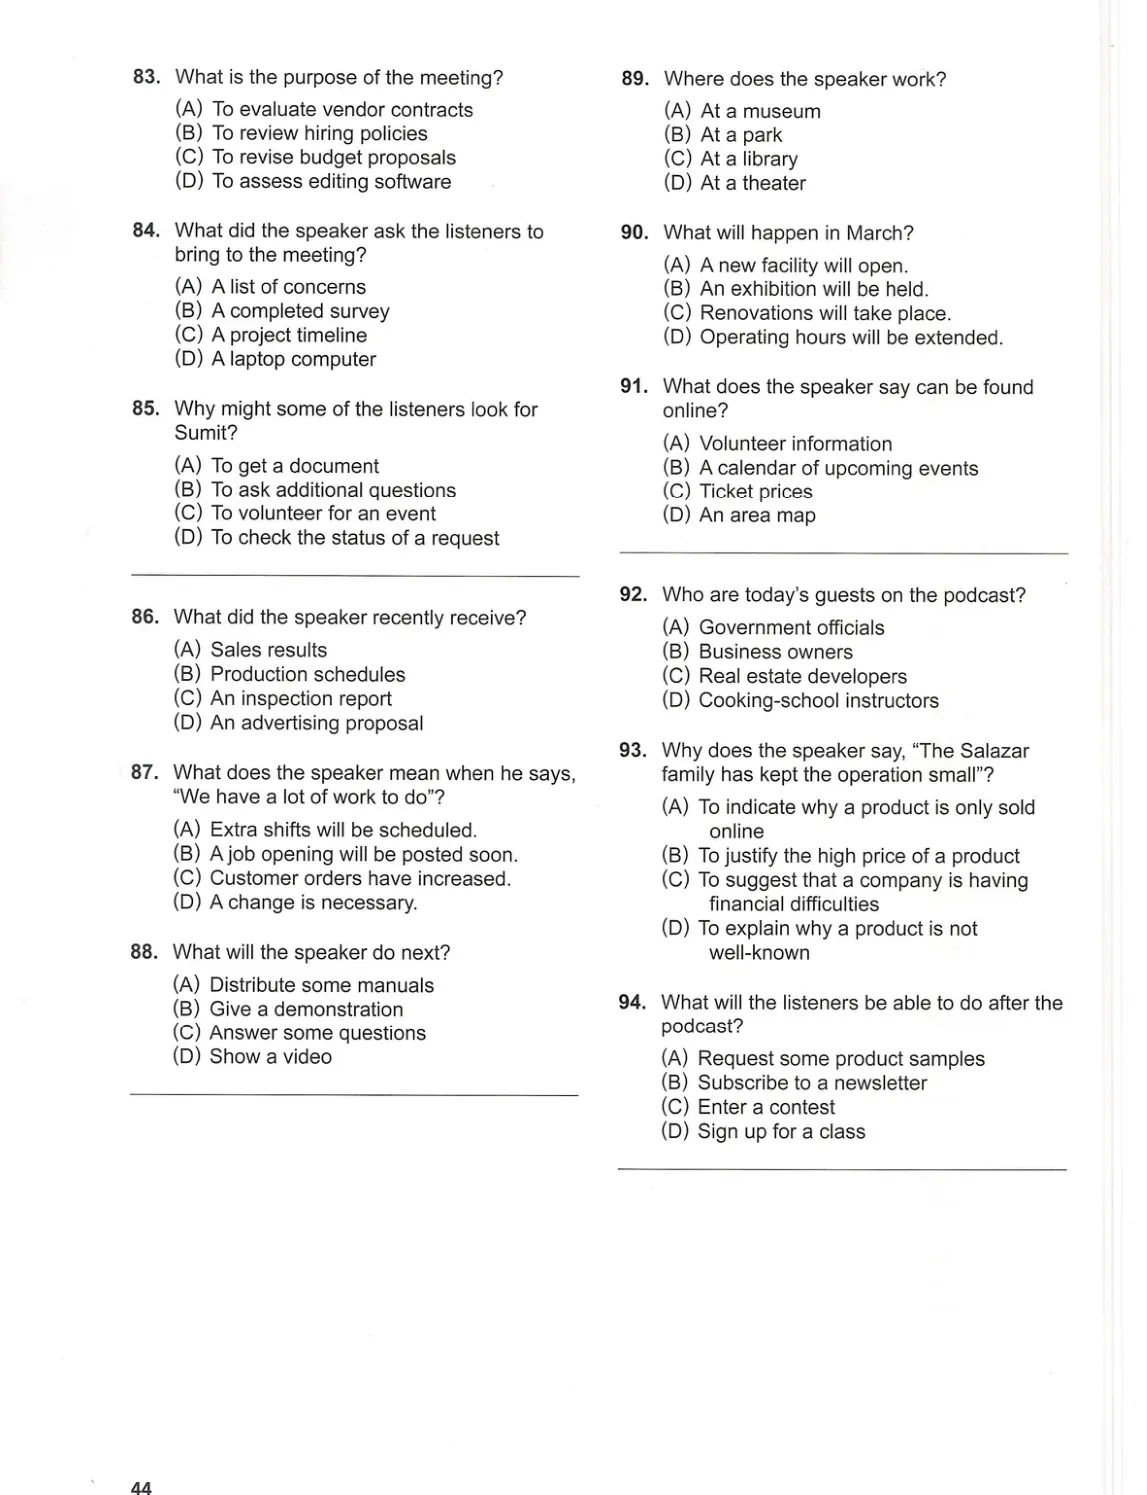 83. What is the purpose of the meeting?
(A) To evaluate vendor contracts
(B) To review hiring policies
(C) To revise budget proposals
(D) To assess editing software
84. What did the speaker ask the listeners to
bring to the meeting?
(A) A list of concerns
(B) A completed survey
(C) A project timeline
(D) A laptop computer
85. Why might some of the listeners look for
Sumit?
(A) To get a document
(B) To ask additional questions
(C) To volunteer for an event
(D) To check the status of a request
86. What did the speaker recently receive?
(A) Sales results
(B) Production schedules
(C) An inspection report
(D) An advertising proposal
87. What does the speaker mean when he says,
“We have a lot of work to do”?
(A) Extra shifts will be scheduled.
(B) A job opening will be posted soon.
(C) Customer orders have increased.
(D) A change is necessary.
88. What will the speaker do next?
(A) Distribute some manuals
(B) Give a demonstration
(C) Answer some questions
(D) Show a video
89. Where does the speaker work?
(A) At a museum
(B) At a park
(C) At a library
(D) At a theater
90. What will happen in March?
(A) A new facility will open.
(B) An exhibition will be held.
(C) Renovations will take place.
(D) Operating hours will be extended.
91. What does the speaker say can be found
online?
(A) Volunteer information
(B) A calendar of upcoming events
(C) Ticket prices
(D) An area map
92. Who are today’s guests on the podcast?
(A) Government officials
(B) Business owners
(C) Real estate developers
(D) Cooking-school instructors
93. Why does the speaker say, “The Salazar
family has kept the operation small”?
(A) To indicate why a product is only sold
online
(B) To justify the high price of a product
(C) To suggest that a company is having
financial difficulties
(D) To explain why a product is not
well-known
94. What will the listeners be able to do after the
podcast?
(A) Request some product samples
(B) Subscribe to a newsletter
(C) Enter a contest
(D) Sign up for a class
44